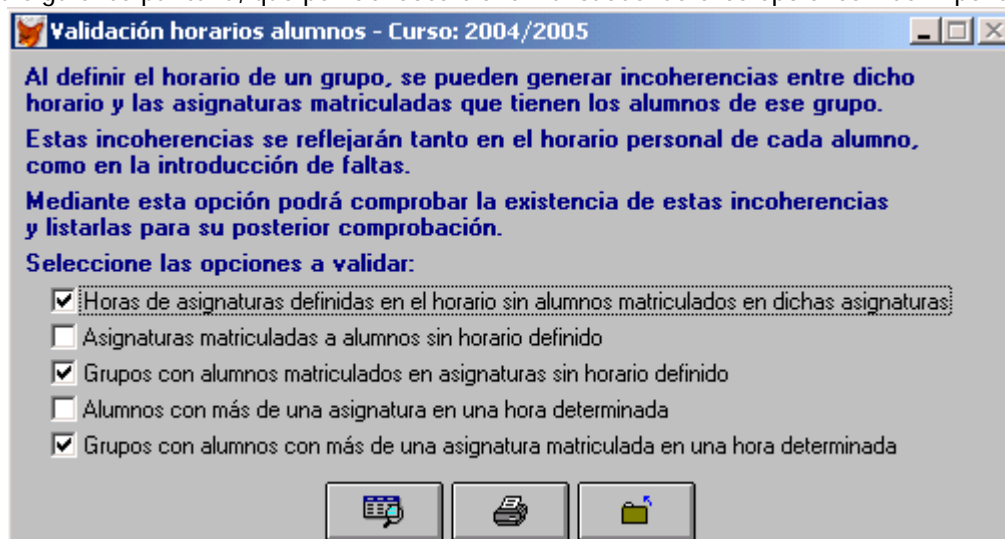 Validación horarios alumnos - Curso: 2004/2005
Al definir el horario de un grupo, se pueden generar incoherencias entre dicho
horario y las asignaturas matriculadas que tienen los alumnos de ese grupo.
Estas incoherencias se reflejarán tanto en el horario personal de cada alumno,
como en la introducción de faltas.
Mediante esta opción podrá comprobar la existencia de estas incoherencias
y listarlas para su posterior comprobación.
Seleccione las opciones a validar:
Horas de asignaturas definidas en el horario sin alumnos matriculados en dichas asignaturas
Asignaturas matriculadas a alumnos sin horario definido
Grupos con alumnos matriculados en asignaturas sin horario definido
Alumnos con más de una asignatura en una hora determinada
Grupos con alumnos con más de una asignatura matriculada en una hora determinada